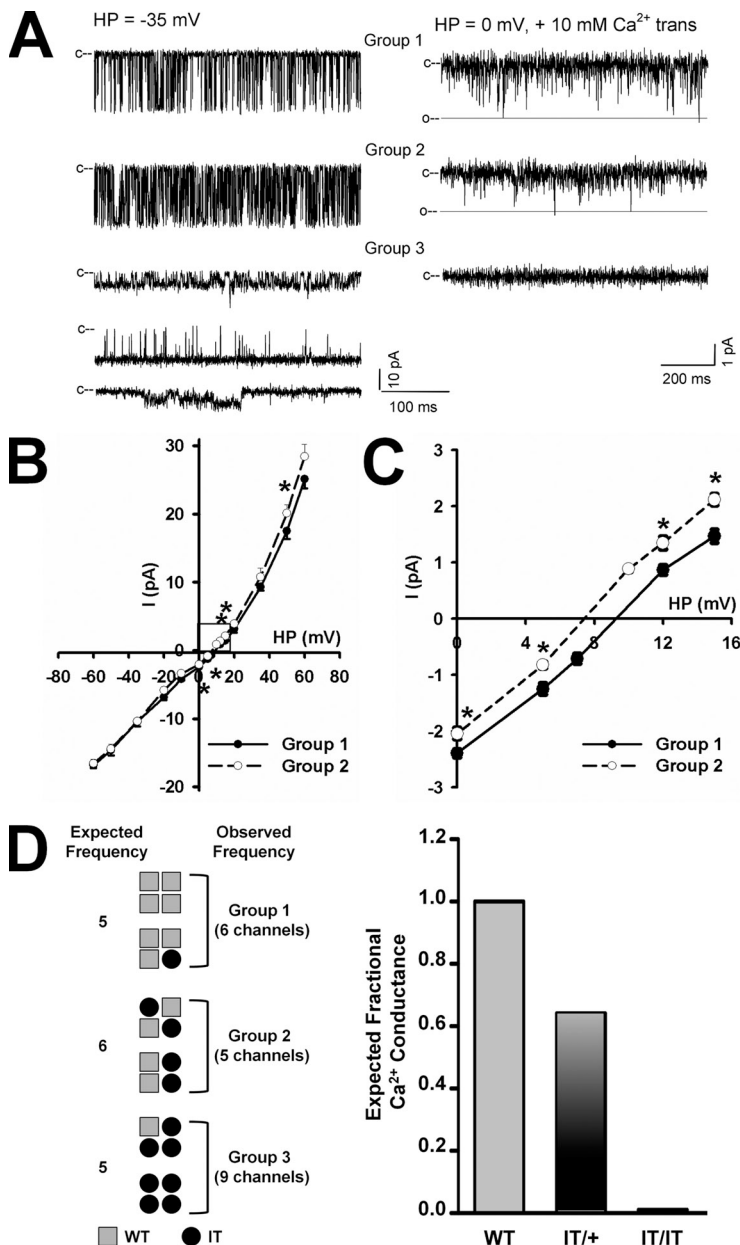 A
HP = -35 mV
HP = 0 mV, + 10 mM Ca2+ trans
Group 1
C--
C--
O--
Group 2
C--
C--
O--
Group 3
C--
C--
C--
C--
10 pA
100 ms
1 pA
200 ms
B
30
20
10
0
-10
-20
I (pA)
HP (mV)
-80 -60 -40 -20 0 20 40 60 80
*
*
*
*
*
Group 1
Group 2
C
3
2
1
0
-1
-2
-3
I (pA)
HP (mV)
0 4 8 12 16
*
*
*
*
Group 1
Group 2
D
Expected Frequency
Observed Frequency
5
Group 1
(6 channels)
6
Group 2
(5 channels)
5
Group 3
(9 channels)
WT
IT
Expected Fractional
Ca2+ Conductance
1.2
1.0
0.8
0.6
0.4
0.2
0.0
WT IT/+ IT/IT